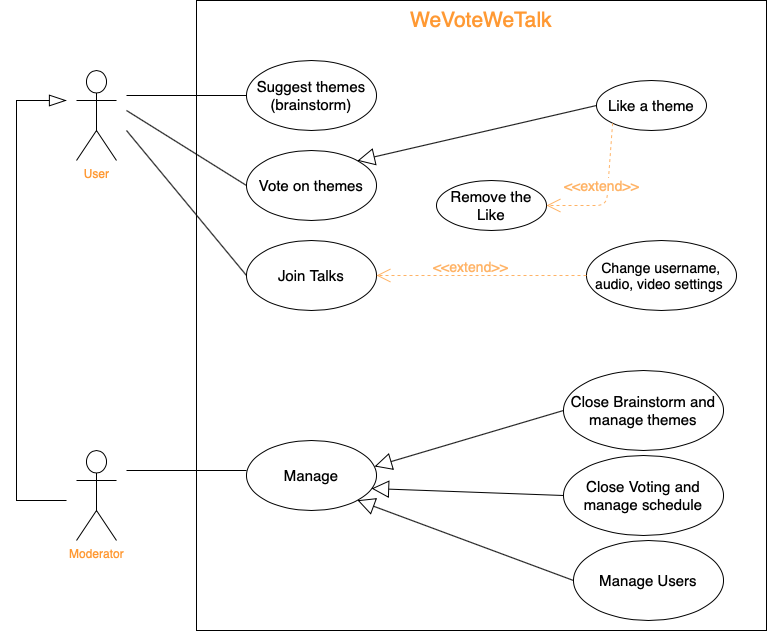 WeVoteWeTalk
Suggest themes
(brainstorm)
Like a theme
User
Vote on themes
<<extend>>
Remove the
Like
Join Talks
<<extend>>
Change username,
audio, video settings
Close Brainstorm and
manage themes
Manage
Close Voting and
manage schedule
Moderator
Manage Users